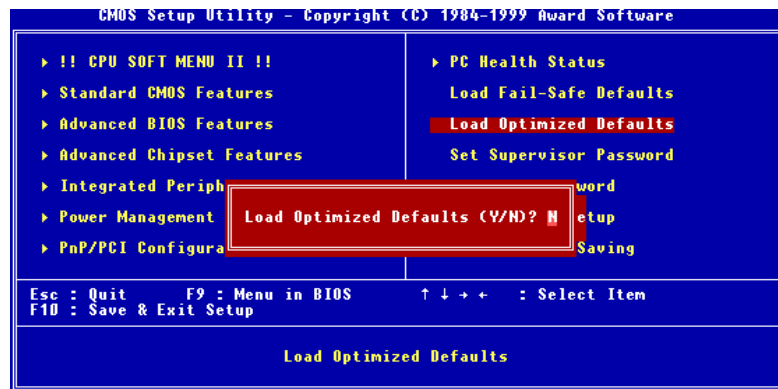 CMOS Setup Utility - Copyright (C) 1984-1999 Award Software
▸ !! CPU SOFT MENU II !!
▸ Standard CMOS Features
▸ Advanced BIOS Features
▸ Advanced Chipset Features
▸ Integrated Periph
▸ Power Management
▸ PnP/PCI Configura
▸ PC Health Status
Load Fail-Safe Defaults
Load Optimized Defaults
Set Supervisor Password
word
etup
Saving
Load Optimized Defaults (Y/N)? N
Esc : Quit F9 : Menu in BIOS ↑ ↓ → ← : Select Item
F10 : Save & Exit Setup
Load Optimized Defaults